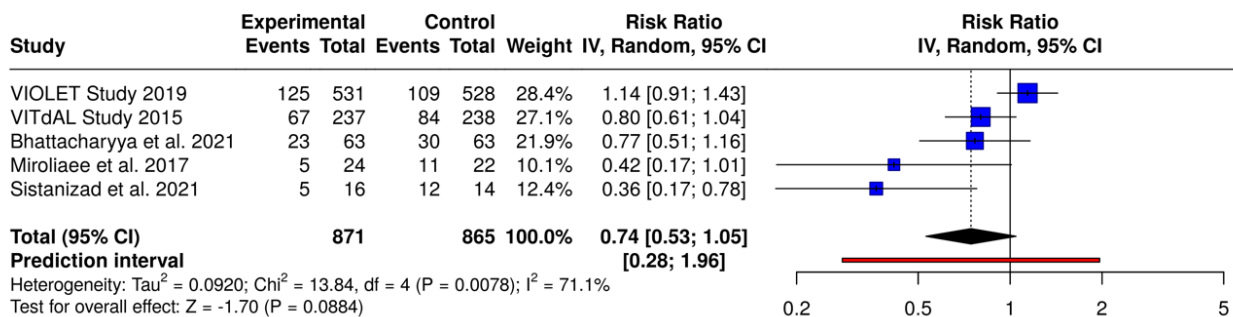 Experimental Control Risk Ratio Risk Ratio
Study Events Total Events Total Weight IV, Random, 95% CI IV, Random, 95% CI
VIOLET Study 2019 125 531 109 528 28.4% 1.14 [0.91; 1.43]
VITdAL Study 2015 67 237 84 238 27.1% 0.80 [0.61; 1.04]
Bhattacharyya et al. 2021 23 63 30 63 21.9% 0.77 [0.51; 1.16]
Miroliaee et al. 2017 5 24 11 22 10.1% 0.42 [0.17; 1.01]
Sistanizad et al. 2021 5 16 12 14 12.4% 0.36 [0.17; 0.78]
Total (95% CI) 871 865 100.0% 0.74 [0.53; 1.05]
Prediction interval [0.28; 1.96]
Heterogeneity: Tau² = 0.0920; Chi² = 13.84, df = 4 (P = 0.0078); I² = 71.1%
Test for overall effect: Z = -1.70 (P = 0.0884)
0.2 0.5 1 2 5